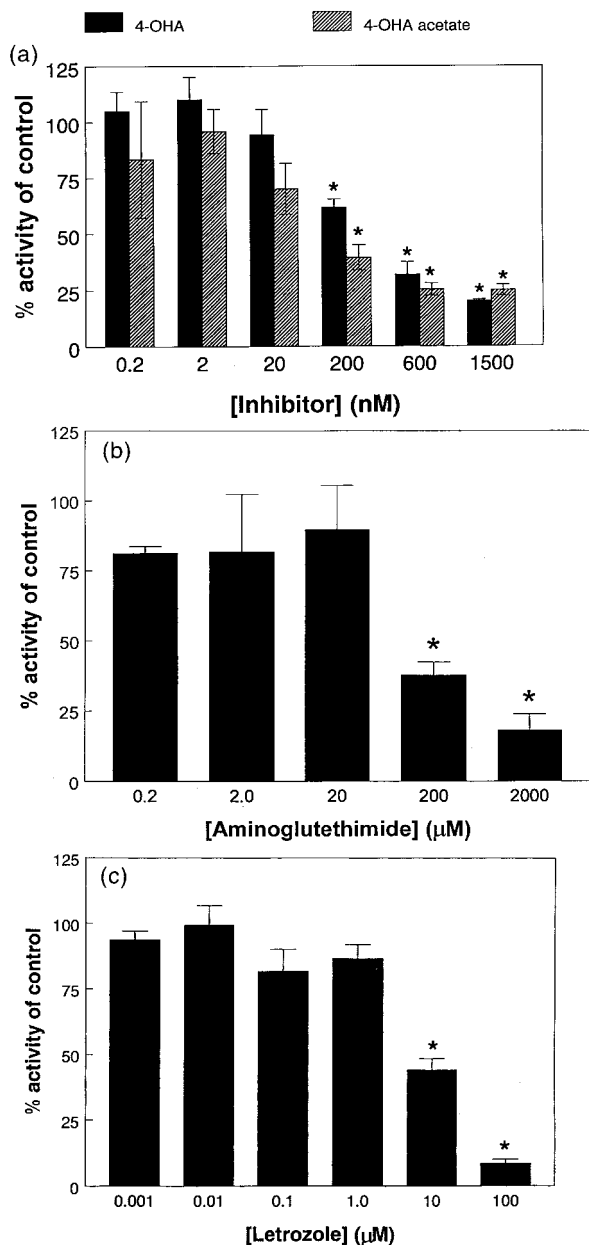 4-OHA 4-OHA acetate
(a)
125
100
75
50
25
0
% activity of control
* * * * * *
0.2 2 20 200 600 1500
[Inhibitor] (nM)
(b)
125
100
75
50
25
0
% activity of control
* *
0.2 2.0 20 200 2000
[Aminoglutethimide] (μM)
(c)
125
100
75
50
25
0
% activity of control
* *
0.001 0.01 0.1 1.0 10 100
[Letrozole] (μM)